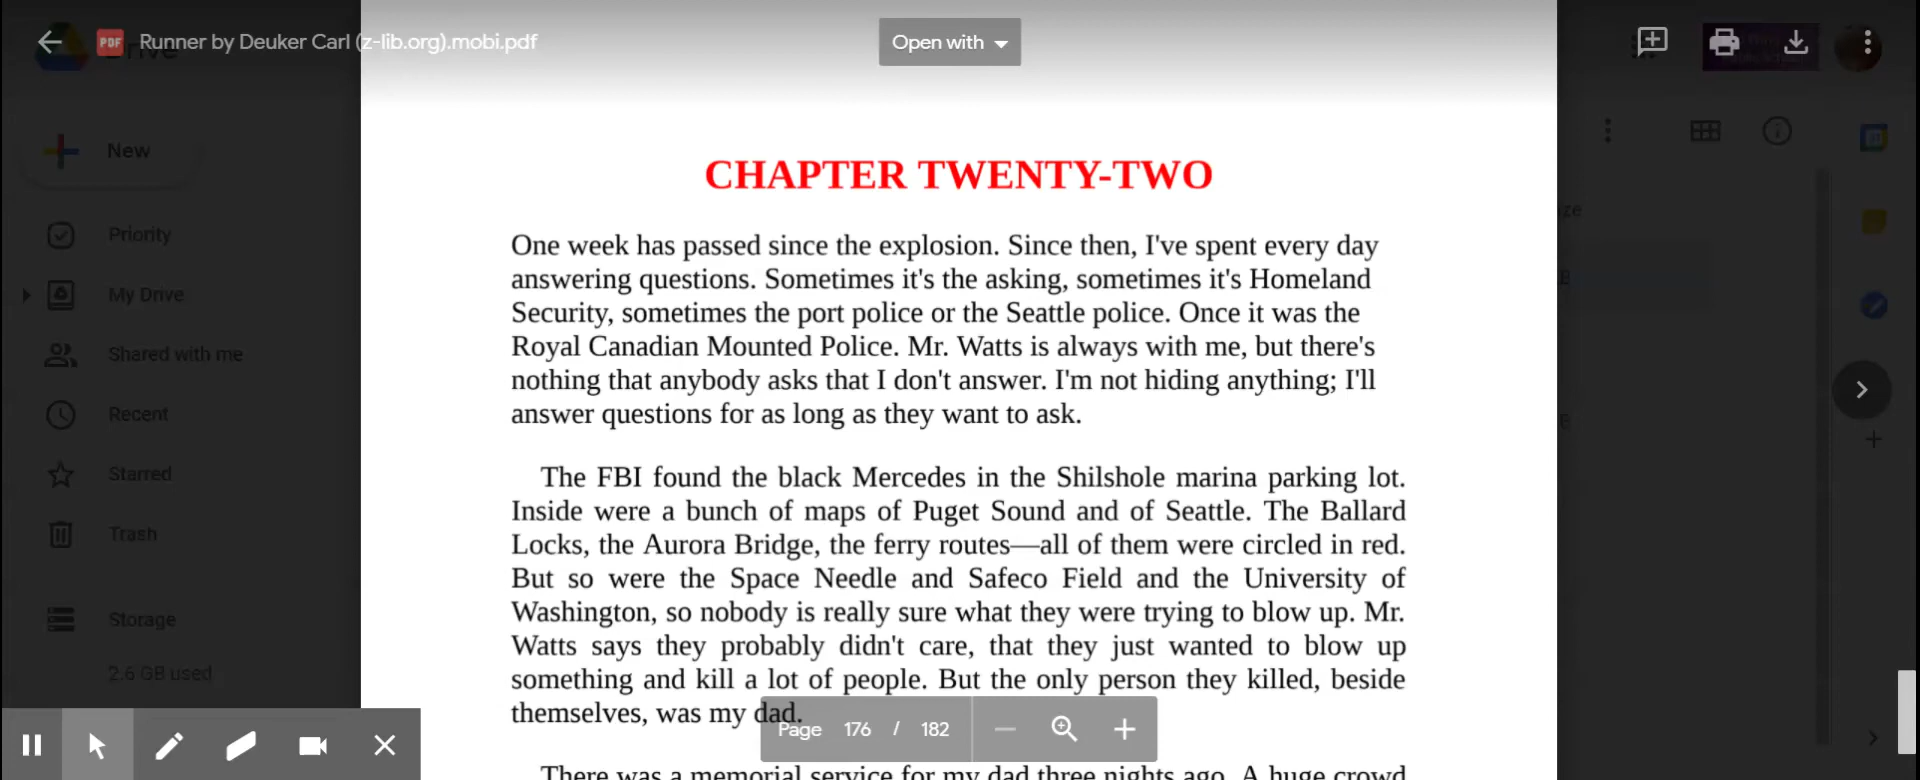 Runner by Deuker Carl (z-lib.org).mobi.pdf
Open with
New
Priority
My Drive
Shared with me
Recent
Starred
Trash
Storage
2.6 GB used
CHAPTER TWENTY-TWO
One week has passed since the explosion. Since then, I've spent every day
answering questions. Sometimes it's the asking, sometimes it's Homeland
Security, sometimes the port police or the Seattle police. Once it was the
Royal Canadian Mounted Police. Mr. Watts is always with me, but there's
nothing that anybody asks that I don't answer. I'm not hiding anything; I'll
answer questions for as long as they want to ask.
The FBI found the black Mercedes in the Shilshole marina parking lot.
Inside were a bunch of maps of Puget Sound and of Seattle. The Ballard
Locks, the Aurora Bridge, the ferry routes—all of them were circled in red.
But so were the Space Needle and Safeco Field and the University of
Washington, so nobody is really sure what they were trying to blow up. Mr.
Watts says they probably didn't care, that they just wanted to blow up
something and kill a lot of people. But the only person they killed, beside
themselves, was my dad.
There was a memorial service for my dad three nights ago. A huge crowd
Page 176 / 182